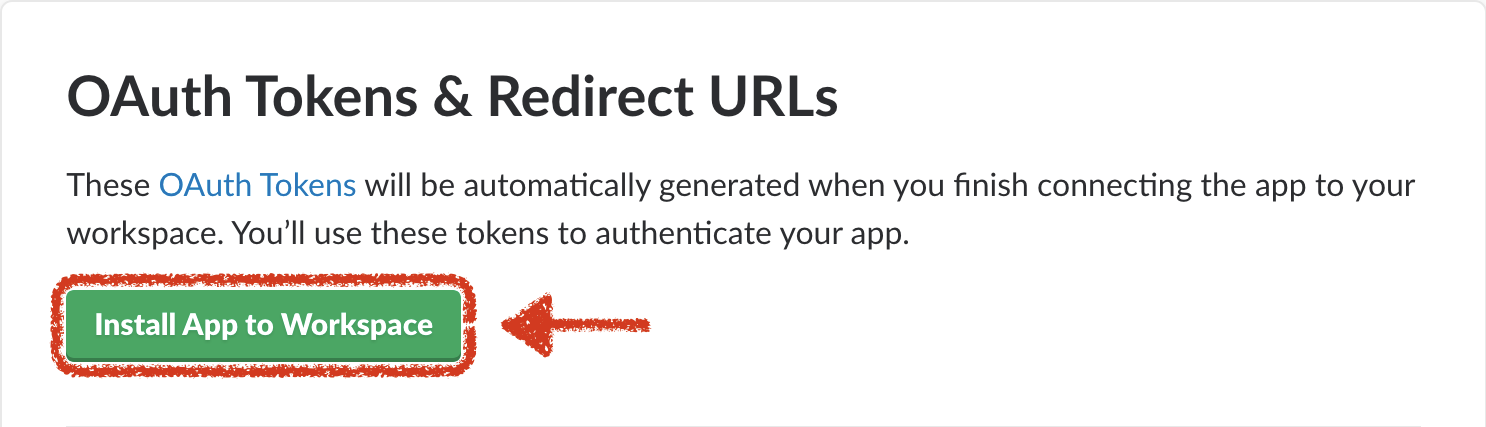 OAuth Tokens & Redirect URLs
These OAuth Tokens will be automatically generated when you finish connecting the app to your
workspace. You’ll use these tokens to authenticate your app.
Install App to Workspace